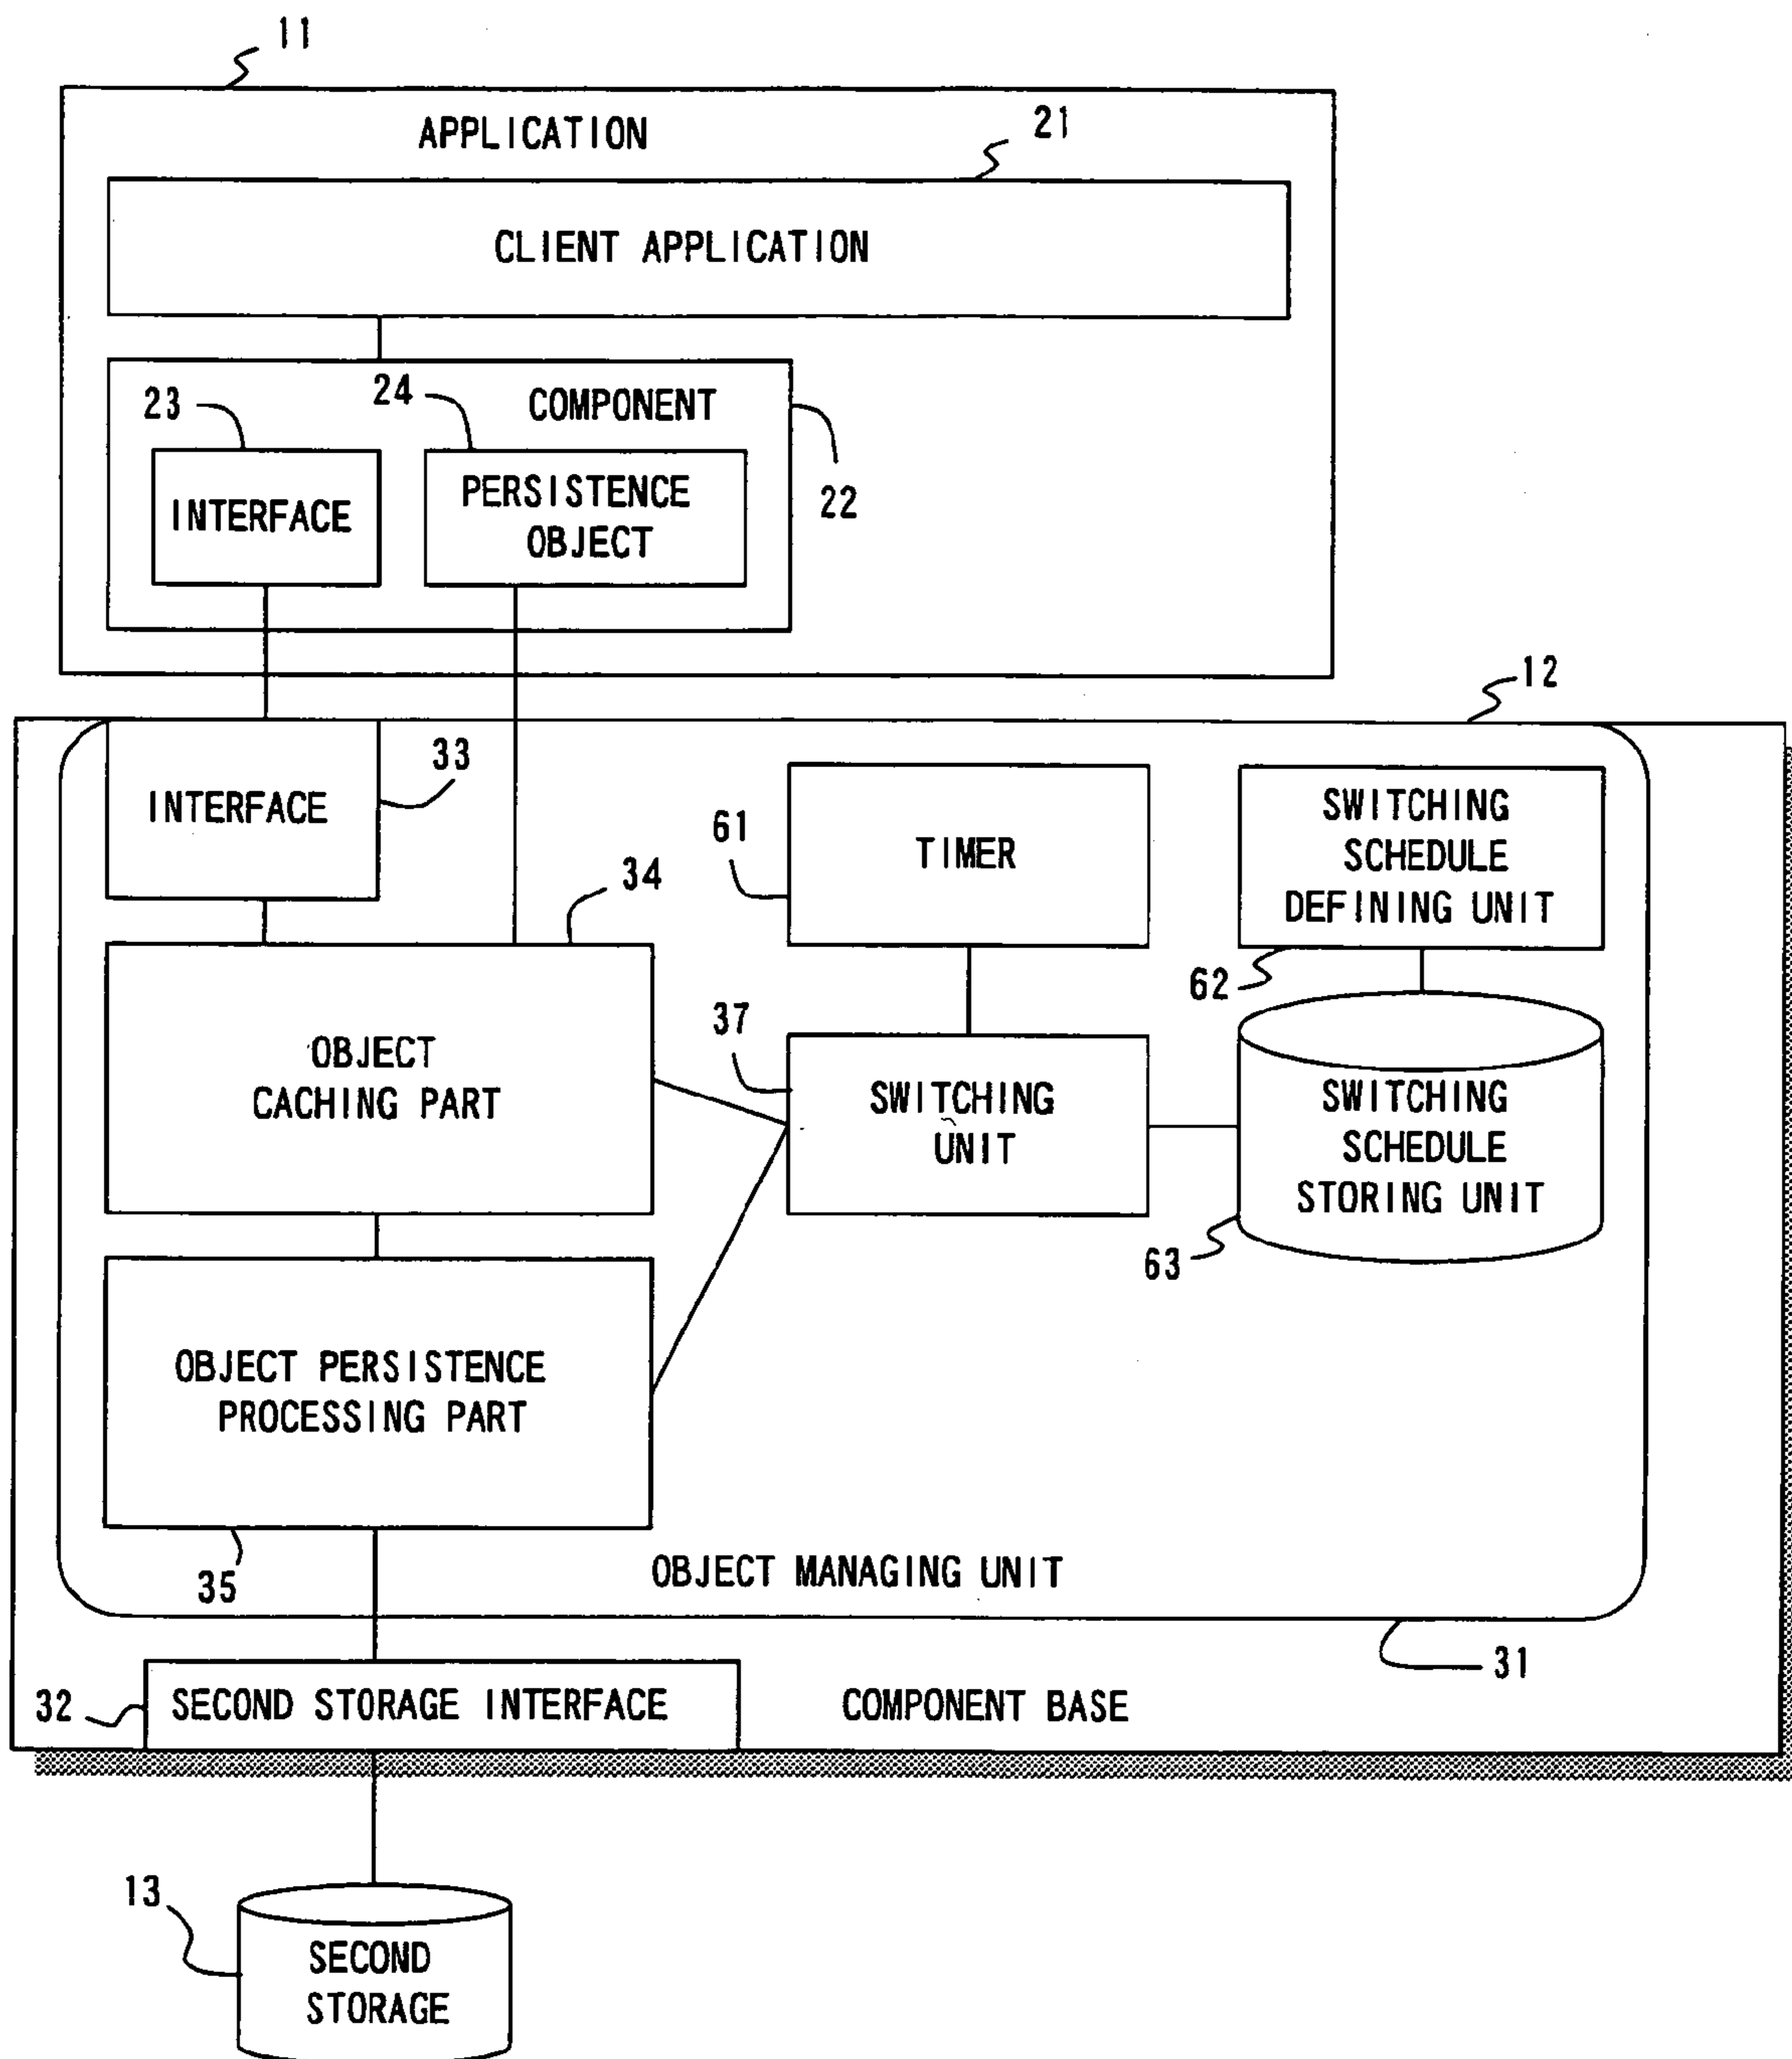 11
APPLICATION
21
CLIENT APPLICATION
23
24
COMPONENT
22
INTERFACE
PERSISTENCE
OBJECT
12
INTERFACE
33
61
TIMER
SWITCHING
SCHEDULE
DEFINING UNIT
34
62
OBJECT
CACHING PART
37
SWITCHING
UNIT
SWITCHING
SCHEDULE
STORING UNIT
63
OBJECT PERSISTENCE
PROCESSING PART
35
OBJECT MANAGING UNIT
31
32
SECOND STORAGE INTERFACE
COMPONENT BASE
13
SECOND
STORAGE